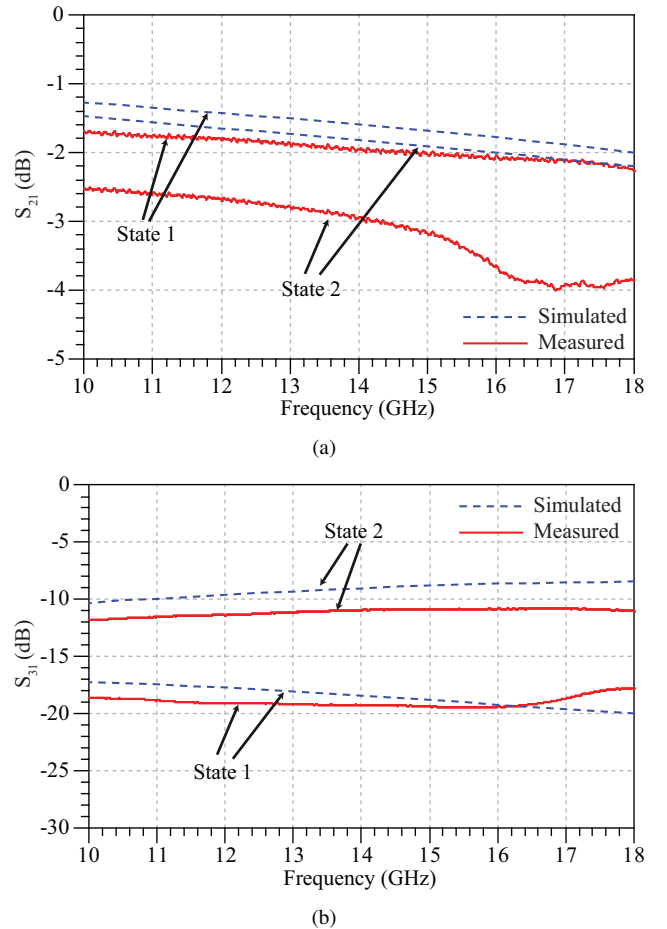 0
-1
-2
-3
-4
-5
S21 (dB)
State 1
State 2
Simulated
Measured
10 11 12 13 14 15 16 17 18
Frequency (GHz)
(a)
0
-5
-10
-15
-20
-25
-30
S31 (dB)
Simulated
Measured
State 2
State 1
10 11 12 13 14 15 16 17 18
Frequency (GHz)
(b)